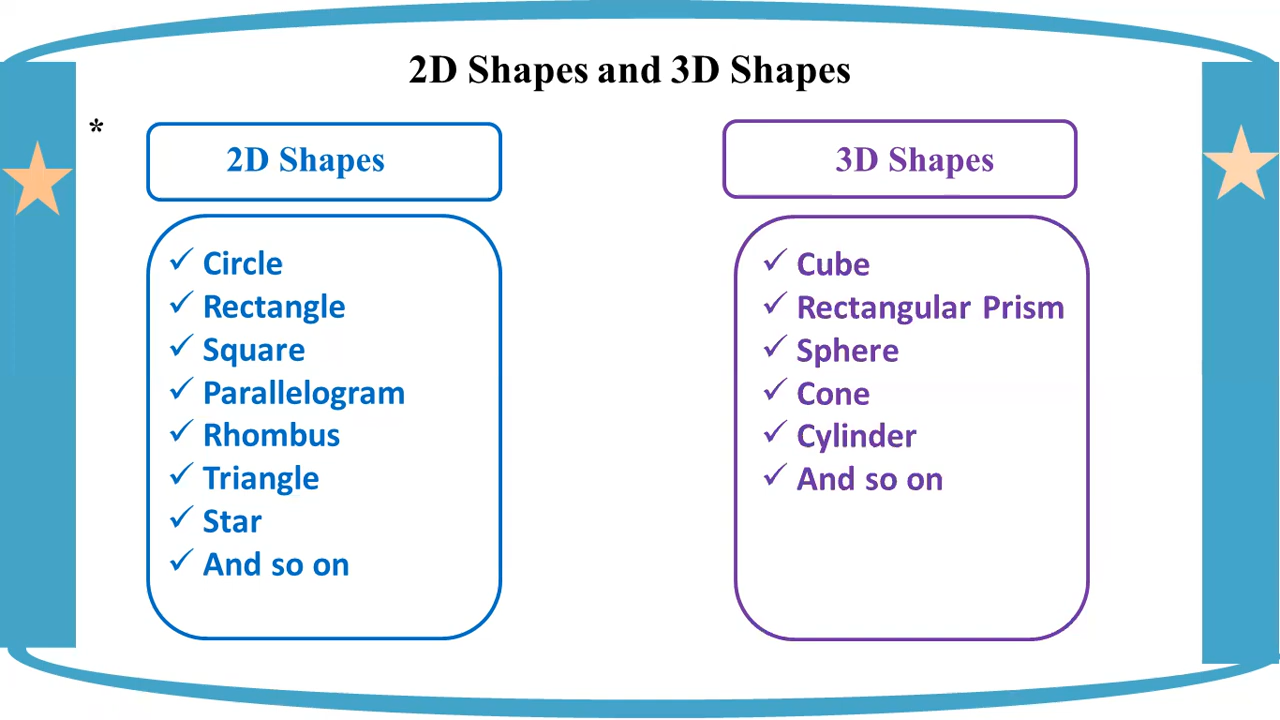 2D Shapes and 3D Shapes
*
2D Shapes
✓ Circle
✓ Rectangle
✓ Square
✓ Parallelogram
✓ Rhombus
✓ Triangle
✓ Star
✓ And so on
3D Shapes
✓ Cube
✓ Rectangular Prism
✓ Sphere
✓ Cone
✓ Cylinder
✓ And so on